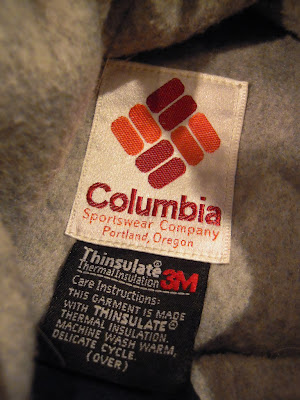 Columbia
Sportswear Company
Portland, Oregon
Thinsulate®
Thermal Insulation 3M
Care Instructions:
THIS GARMENT IS MADE
WITH THINSULATE®
THERMAL INSULATION.
MACHINE WASH WARM,
DELICATE CYCLE.
(OVER)